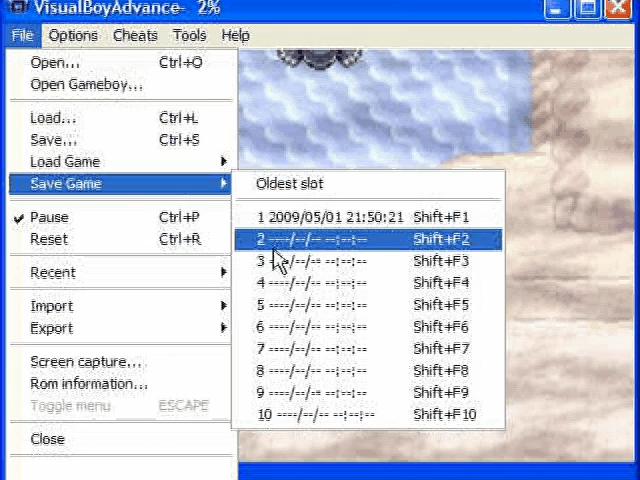 VisualBoyAdvance- 2%
File Options Cheats Tools Help
Open... Ctrl+O
Open Gameboy...
Load... Ctrl+L
Save... Ctrl+S
Load Game
Save Game
Oldest slot
Pause Ctrl+P
1 2009/05/01 21:50:21 Shift+F1
Reset Ctrl+R
2 ----/--/-- --:--:-- Shift+F2
3 ----/--/-- --:--:-- Shift+F3
Recent
4 ----/--/-- --:--:-- Shift+F4
Import
5 ----/--/-- --:--:-- Shift+F5
Export
6 ----/--/-- --:--:-- Shift+F6
7 ----/--/-- --:--:-- Shift+F7
Screen capture...
8 ----/--/-- --:--:-- Shift+F8
Rom information...
9 ----/--/-- --:--:-- Shift+F9
Toggle menu ESCAPE
10 ----/--/-- --:--:-- Shift+F10
Close